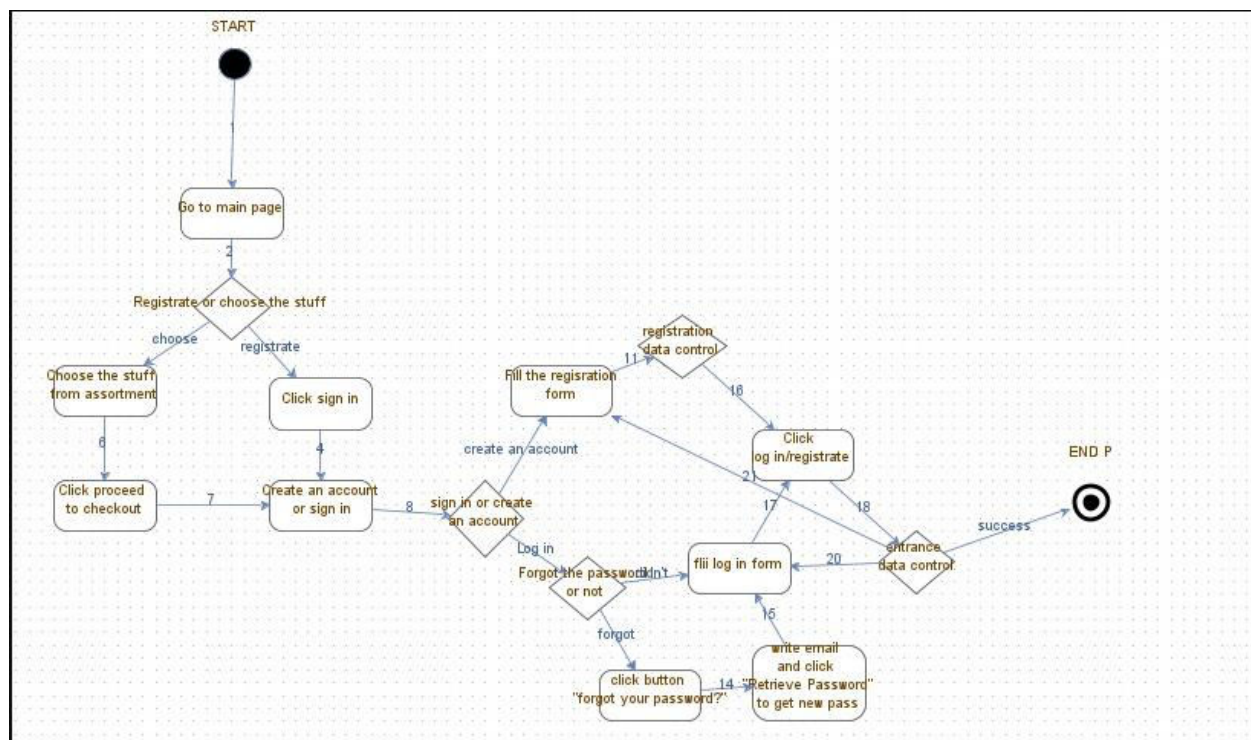 START
1
Go to main page
2
Registrate or choose the stuff
choose
registrate
registration
data control
Choose the stuff
from assortment
Click sign in
Fill the regisration
form
11
16
6
4
create an account
Click
log in/registrate
END P
Click proceed
to checkout
7
Create an account
or sign in
8
sign in or create
an account
21
17
18
success
Log in
Forgot the password
or not
didn't
flii log in form
20
entrance
data control
forgot
15
click button
"forgot your password?"
14
write email
and click
"Retrieve Password"
to get new pass